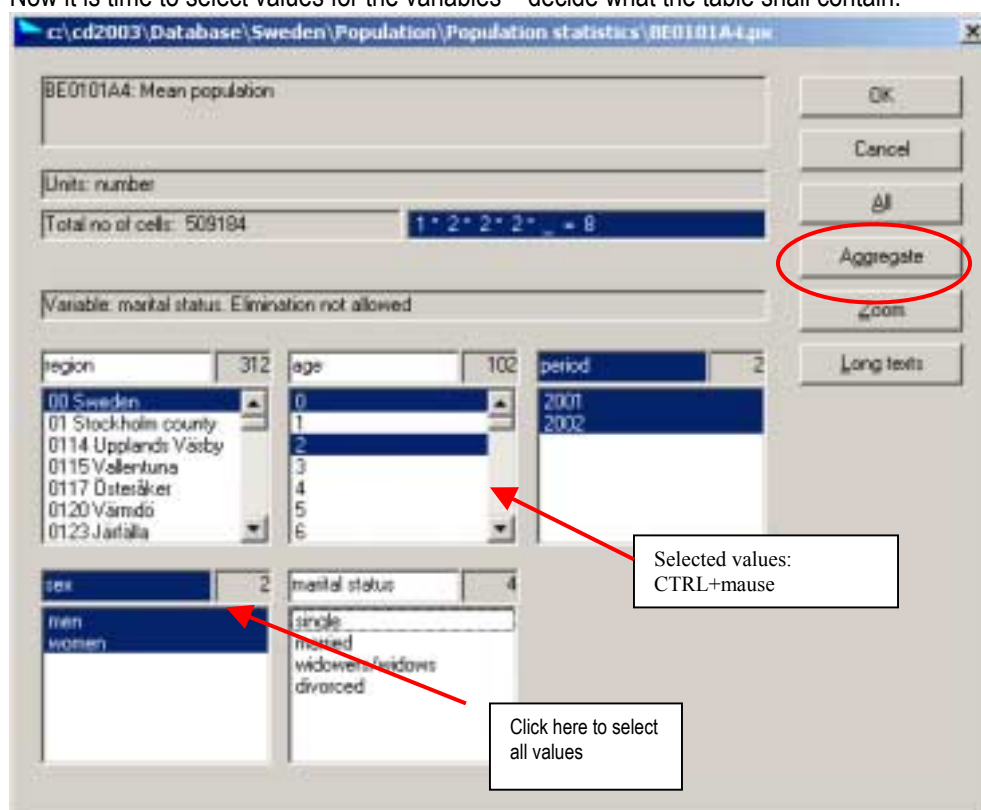 Now it is time to select values for the variables – decide what the table shall contain.
c:\cd2003\Database\Sweden\Population\Population statistics\BE0101A4.px
BE0101A4: Mean population
OK
Cancel
Units: number
All
Total no of cells: 509184
1 * 2 * 2 * 2 * _ = 8
Aggregate
Variable: marital status. Elimination not allowed
Zoom
region 312
age 102
period 2
Long texts
00 Sweden
01 Stockholm county
0114 Upplands Väsby
0115 Vallentuna
0117 Österåker
0120 Värmdö
0123 Järfälla
0
1
2
3
4
5
6
2001
2002
Selected values:
CTRL+mause
sex 2
marital status 4
men
women
single
married
widowers/widows
divorced
Click here to select
all values